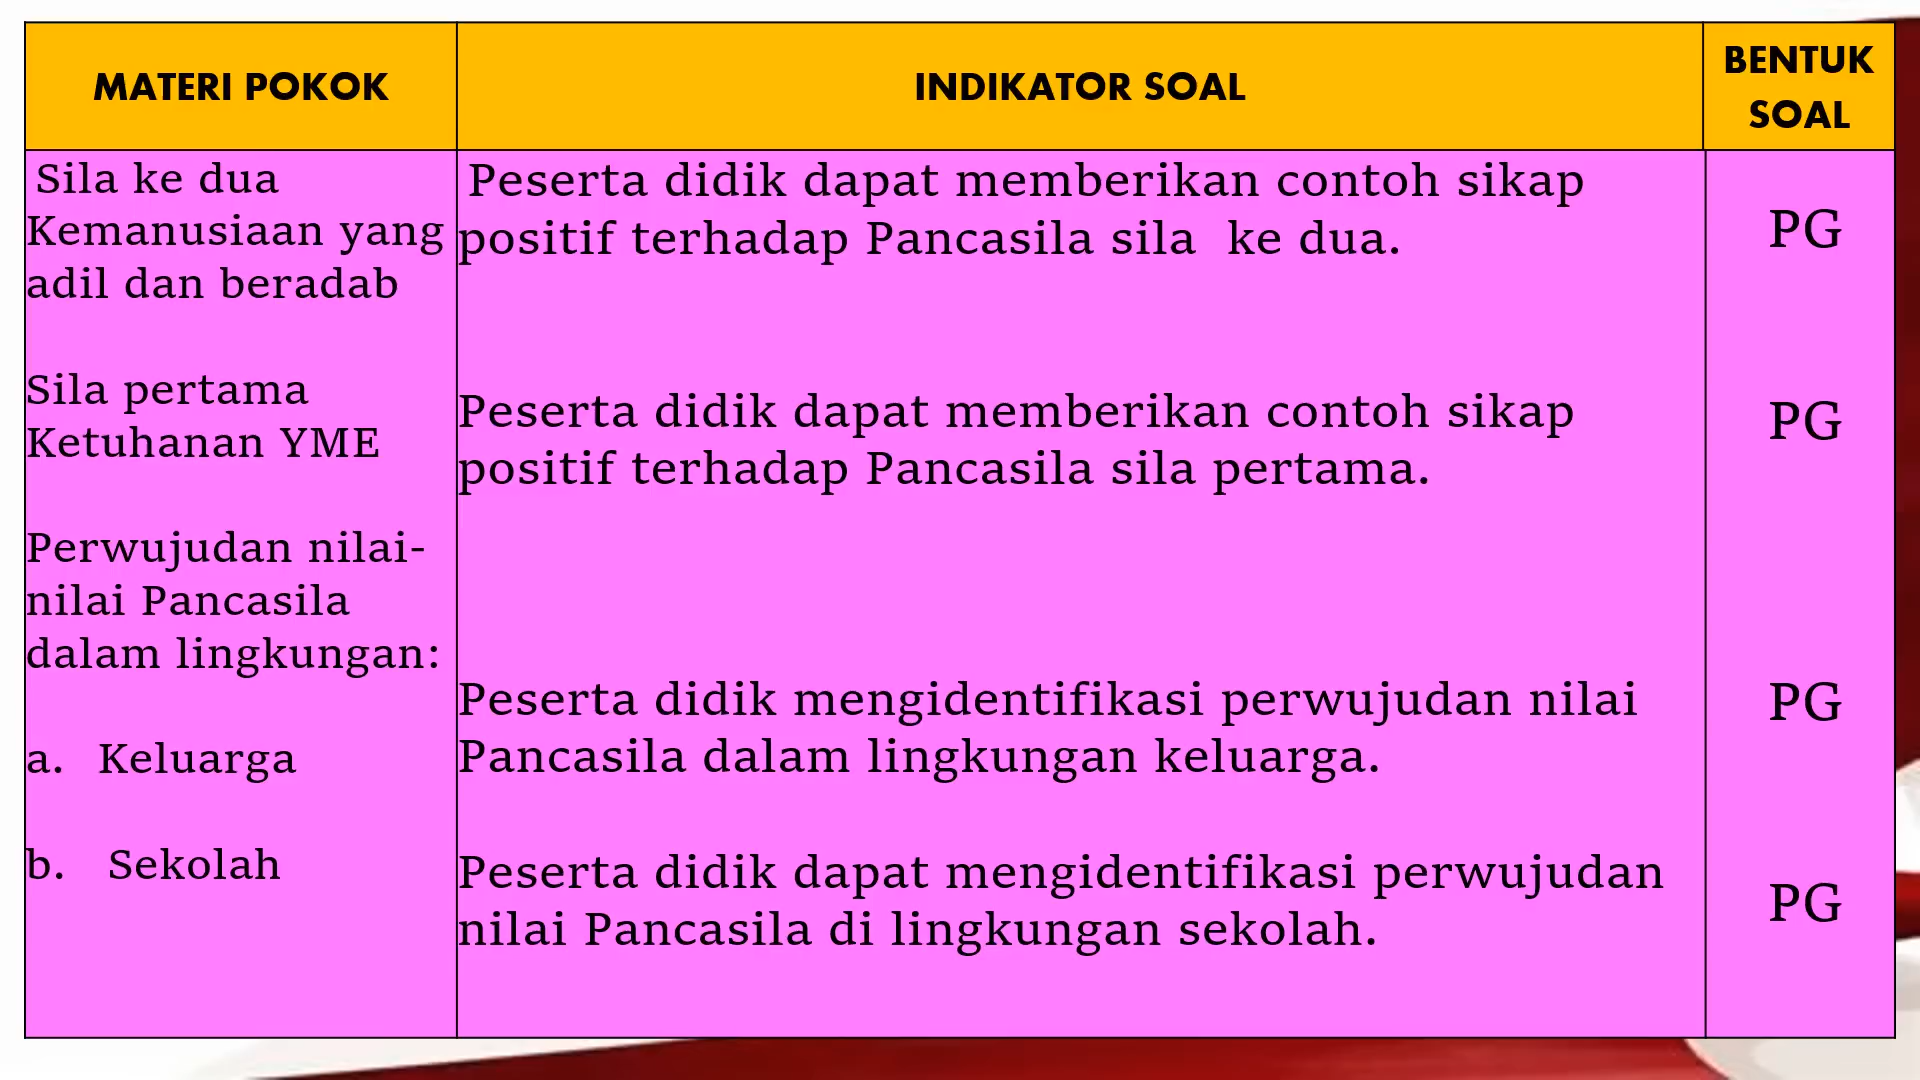 MATERI POKOK
INDIKATOR SOAL
BENTUK
SOAL
Sila ke dua
Kemanusiaan yang
adil dan beradab
Sila pertama
Ketuhanan YME
Perwujudan nilai-
nilai Pancasila
dalam lingkungan:
a. Keluarga
b. Sekolah
Peserta didik dapat memberikan contoh sikap
positif terhadap Pancasila sila ke dua.
Peserta didik dapat memberikan contoh sikap
positif terhadap Pancasila sila pertama.
Peserta didik mengidentifikasi perwujudan nilai
Pancasila dalam lingkungan keluarga.
Peserta didik dapat mengidentifikasi perwujudan
nilai Pancasila di lingkungan sekolah.
PG
PG
PG
PG